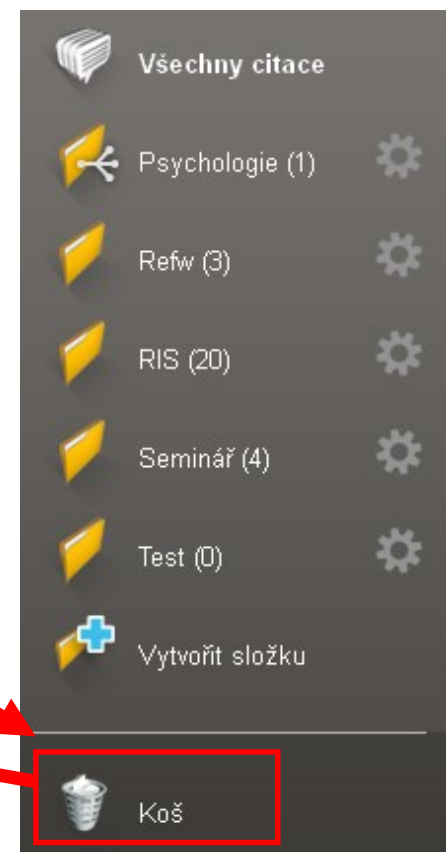 Všechny citace
Psychologie (1)
Refw (3)
RIS (20)
Seminář (4)
Test (0)
Vytvořit složku
Koš